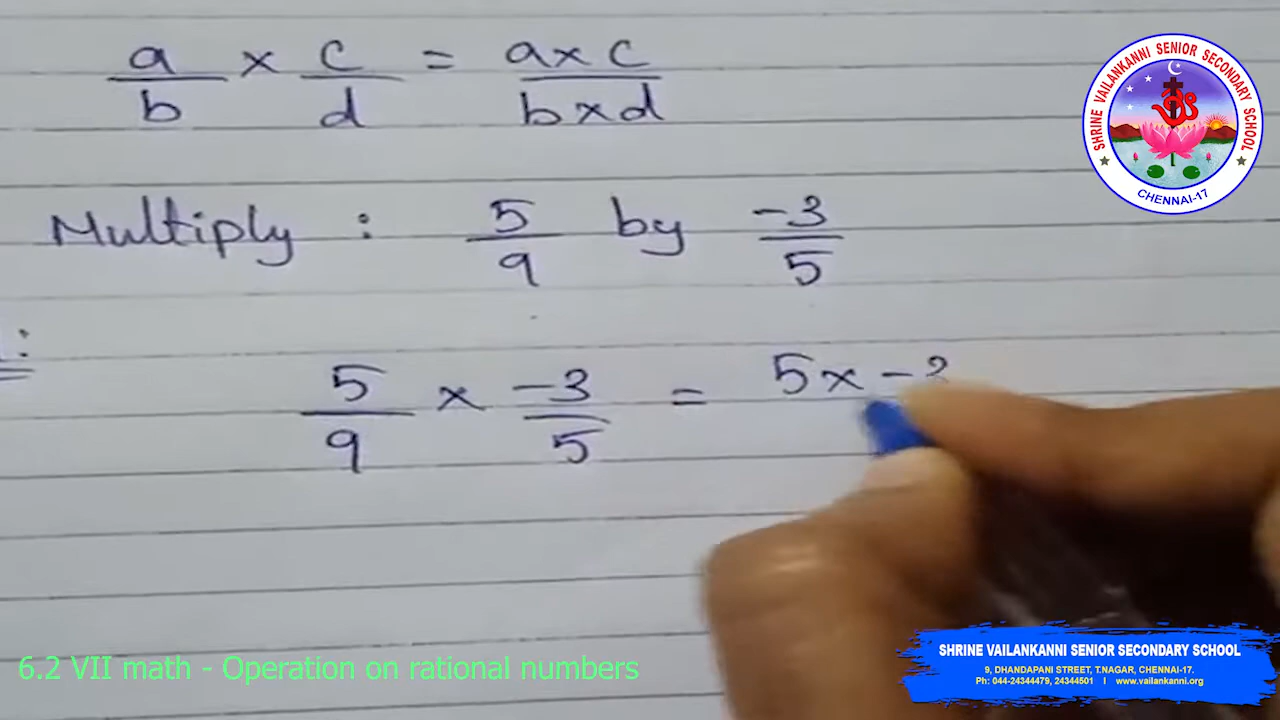 a/b × c/d = a×c/b×d
Multiply : 5/9 by -3/5
:
5/9 × -3/5 = 5× -3
SHRINE VAILANKANNI SENIOR SECONDARY SCHOOL
CHENNAI-17
6.2 VII math - Operation on rational numbers
SHRINE VAILANKANNI SENIOR SECONDARY SCHOOL
9, DHANDAPANI STREET, T.NAGAR, CHENNAI-17.
Ph: 044-24344479, 24344501 I www.vailankanni.org